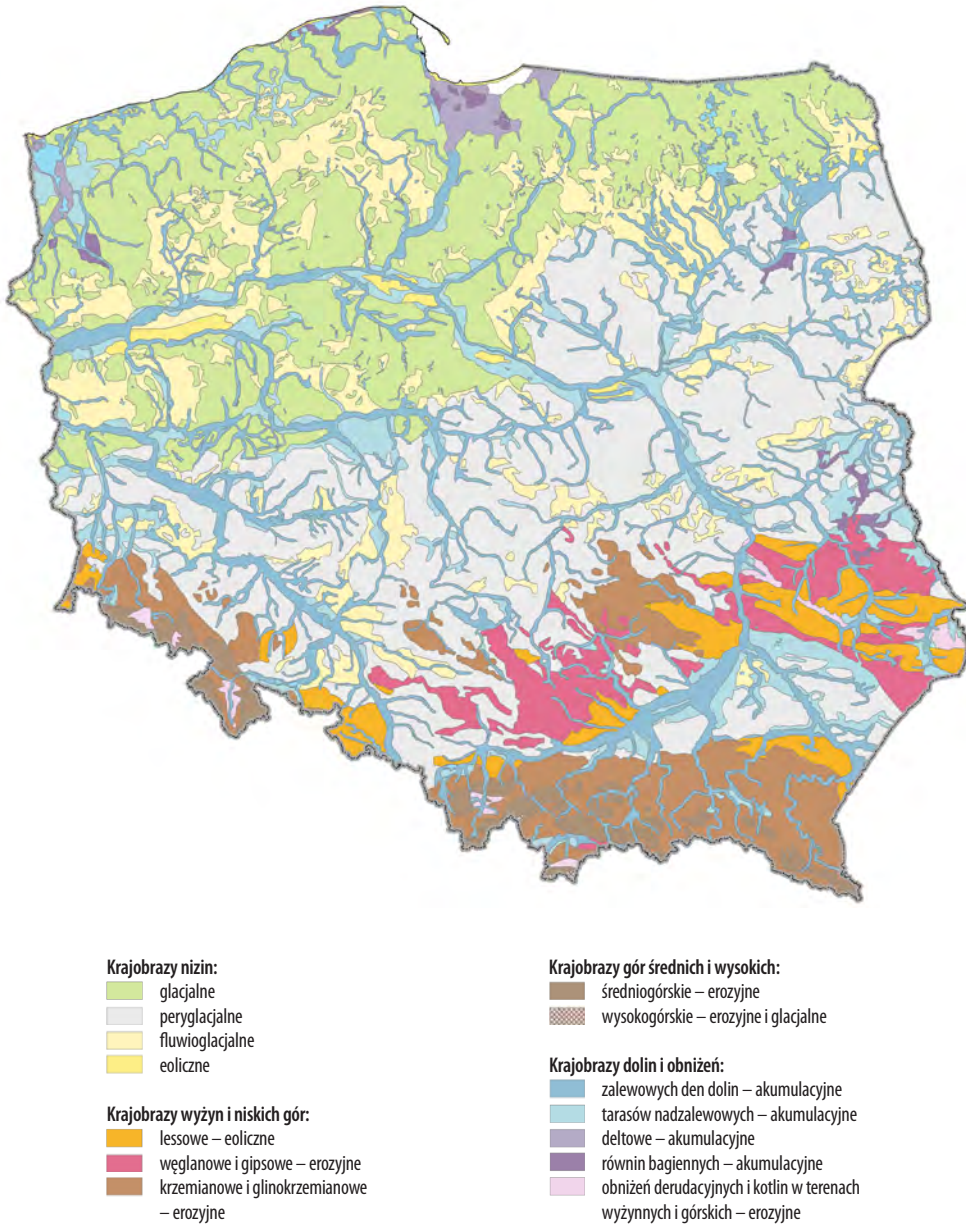 Krajobrazy nizin:
glacjalne
peryglacjalne
fluwioglacjalne
eoliczne
Krajobrazy wyżyn i niskich gór:
lessowe – eoliczne
węglanowe i gipsowe – erozyjne
krzemianowe i glinokrzemianowe
– erozyjne
Krajobrazy gór średnich i wysokich:
średniogórskie – erozyjne
wysokogórskie – erozyjne i glacjalne
Krajobrazy dolin i obniżeń:
zalewowych den dolin – akumulacyjne
tarasów nadzalewowych – akumulacyjne
deltowe – akumulacyjne
równin bagiennych – akumulacyjne
obniżeń derudacyjnych i kotlin w terenach
wyżynnych i górskich – erozyjne